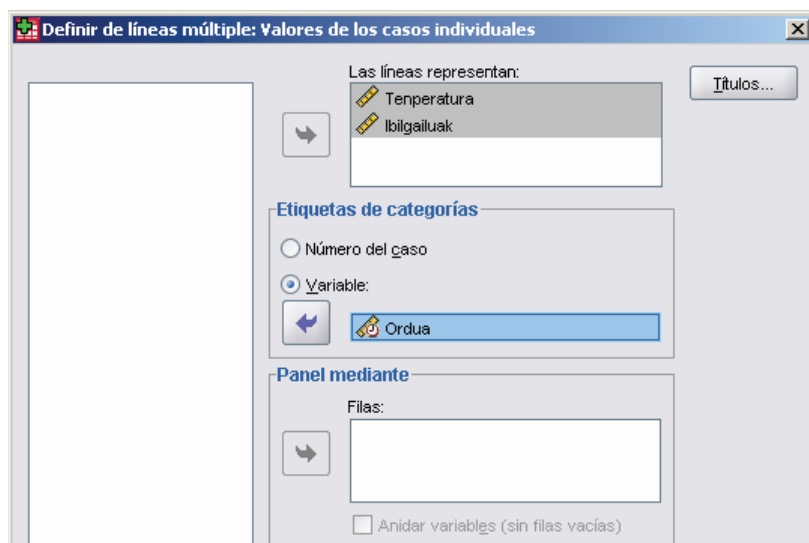 Definir de líneas múltiple: Valores de los casos individuales
Las líneas representan:
Tenperatura
Ibilgailuak
Títulos...
Etiquetas de categorías
Número del caso
Variable:
Ordua
Panel mediante
Filas:
Anidar variables (sin filas vacías)